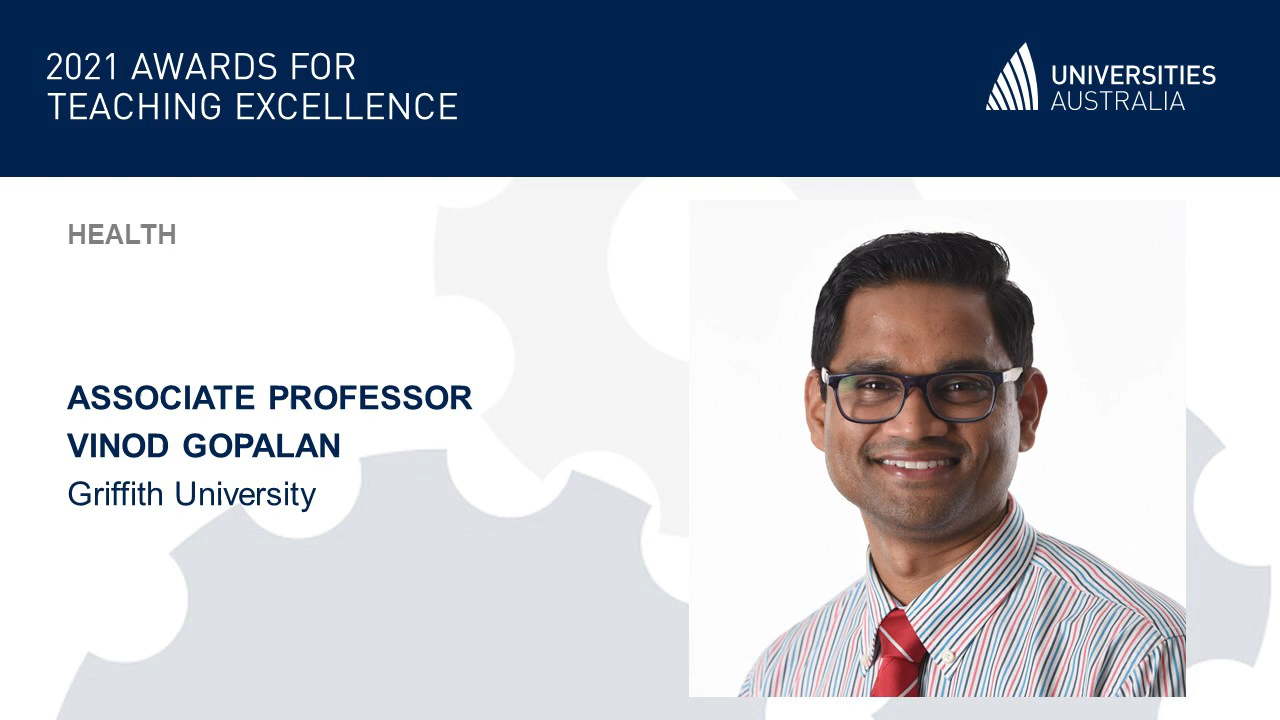 2021 AWARDS FOR
TEACHING EXCELLENCE
UNIVERSITIES
AUSTRALIA
HEALTH
ASSOCIATE PROFESSOR
VINOD GOPALAN
Griffith University